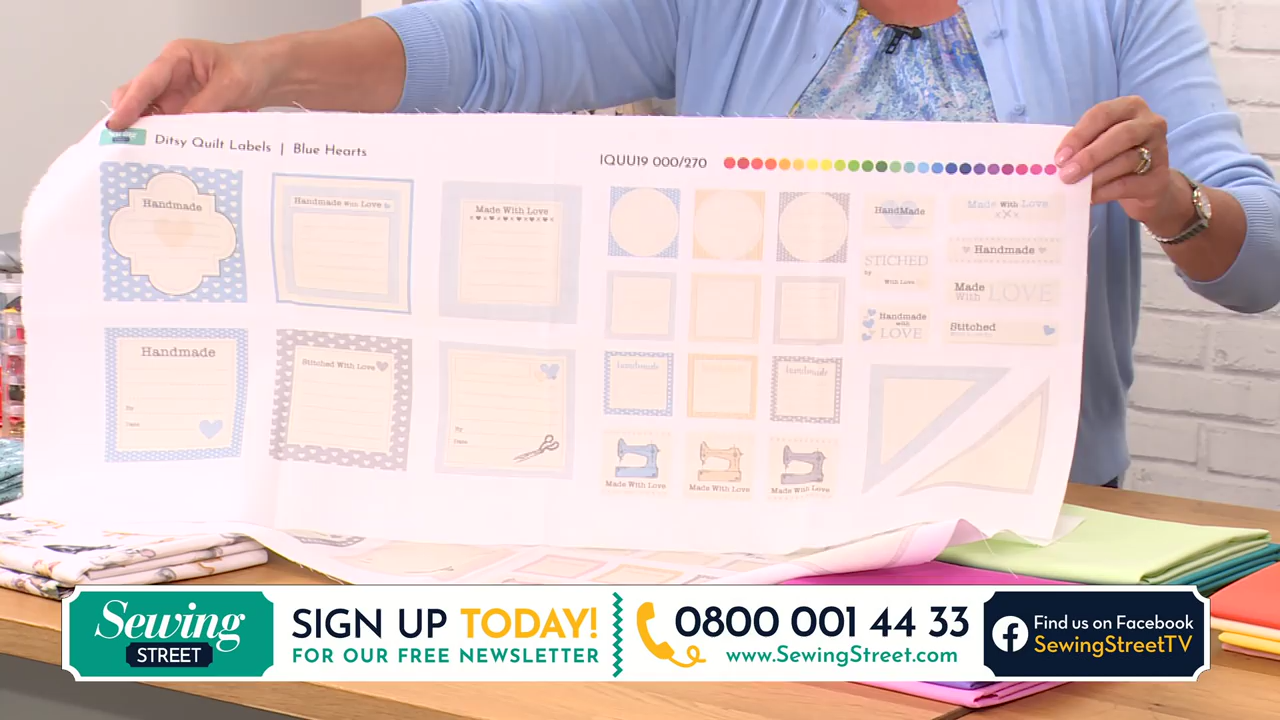 Ditsy Quilt Labels | Blue Hearts
IQUU19 000/270
Handmade
Handmade With Love
Made With Love
Handmade
By
Date
Stitched With Love
By
Date
handmade
handmade
Made With Love
Made With Love
Made With Love
HandMade
STICHED
by
With Love
Handmade
with
LOVE
Made With Love
X X X
Handmade
Made
With LOVE
Stitched
Sewing
STREET
SIGN UP TODAY!
FOR OUR FREE NEWSLETTER
0800 001 44 33
www.SewingStreet.com
Find us on Facebook
SewingStreetTV